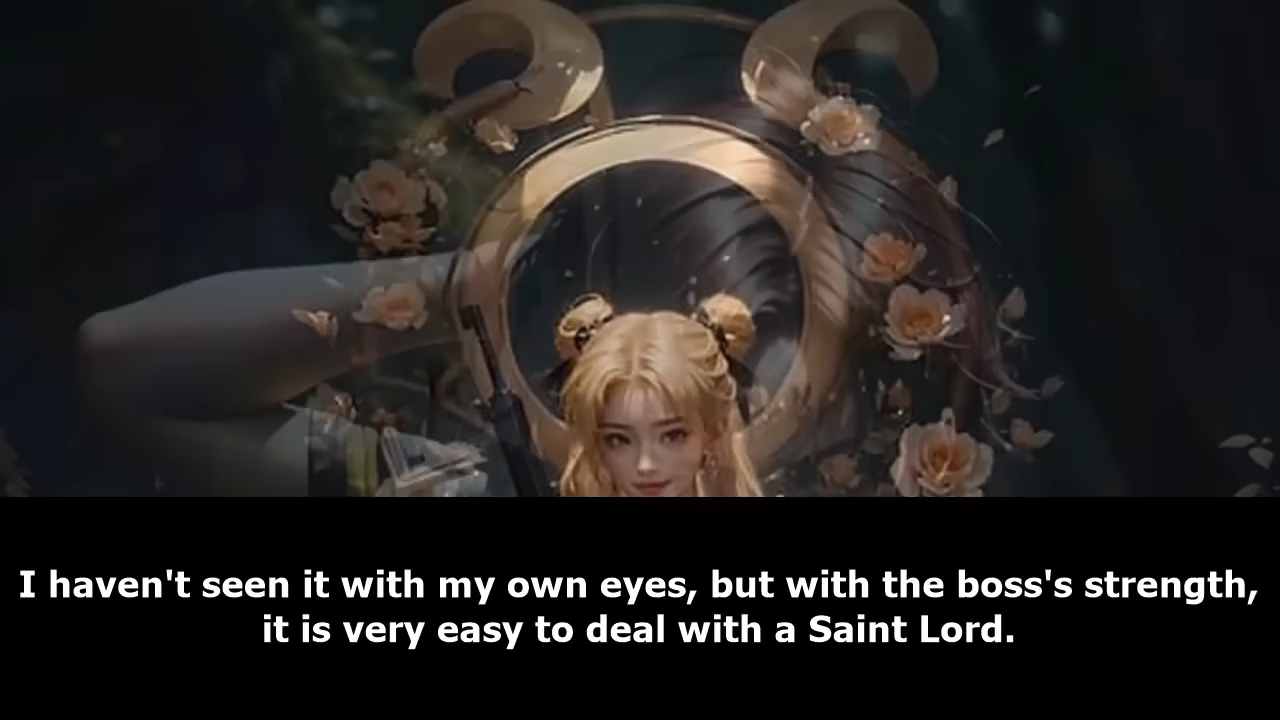 I haven't seen it with my own eyes, but with the boss's strength,
it is very easy to deal with a Saint Lord.